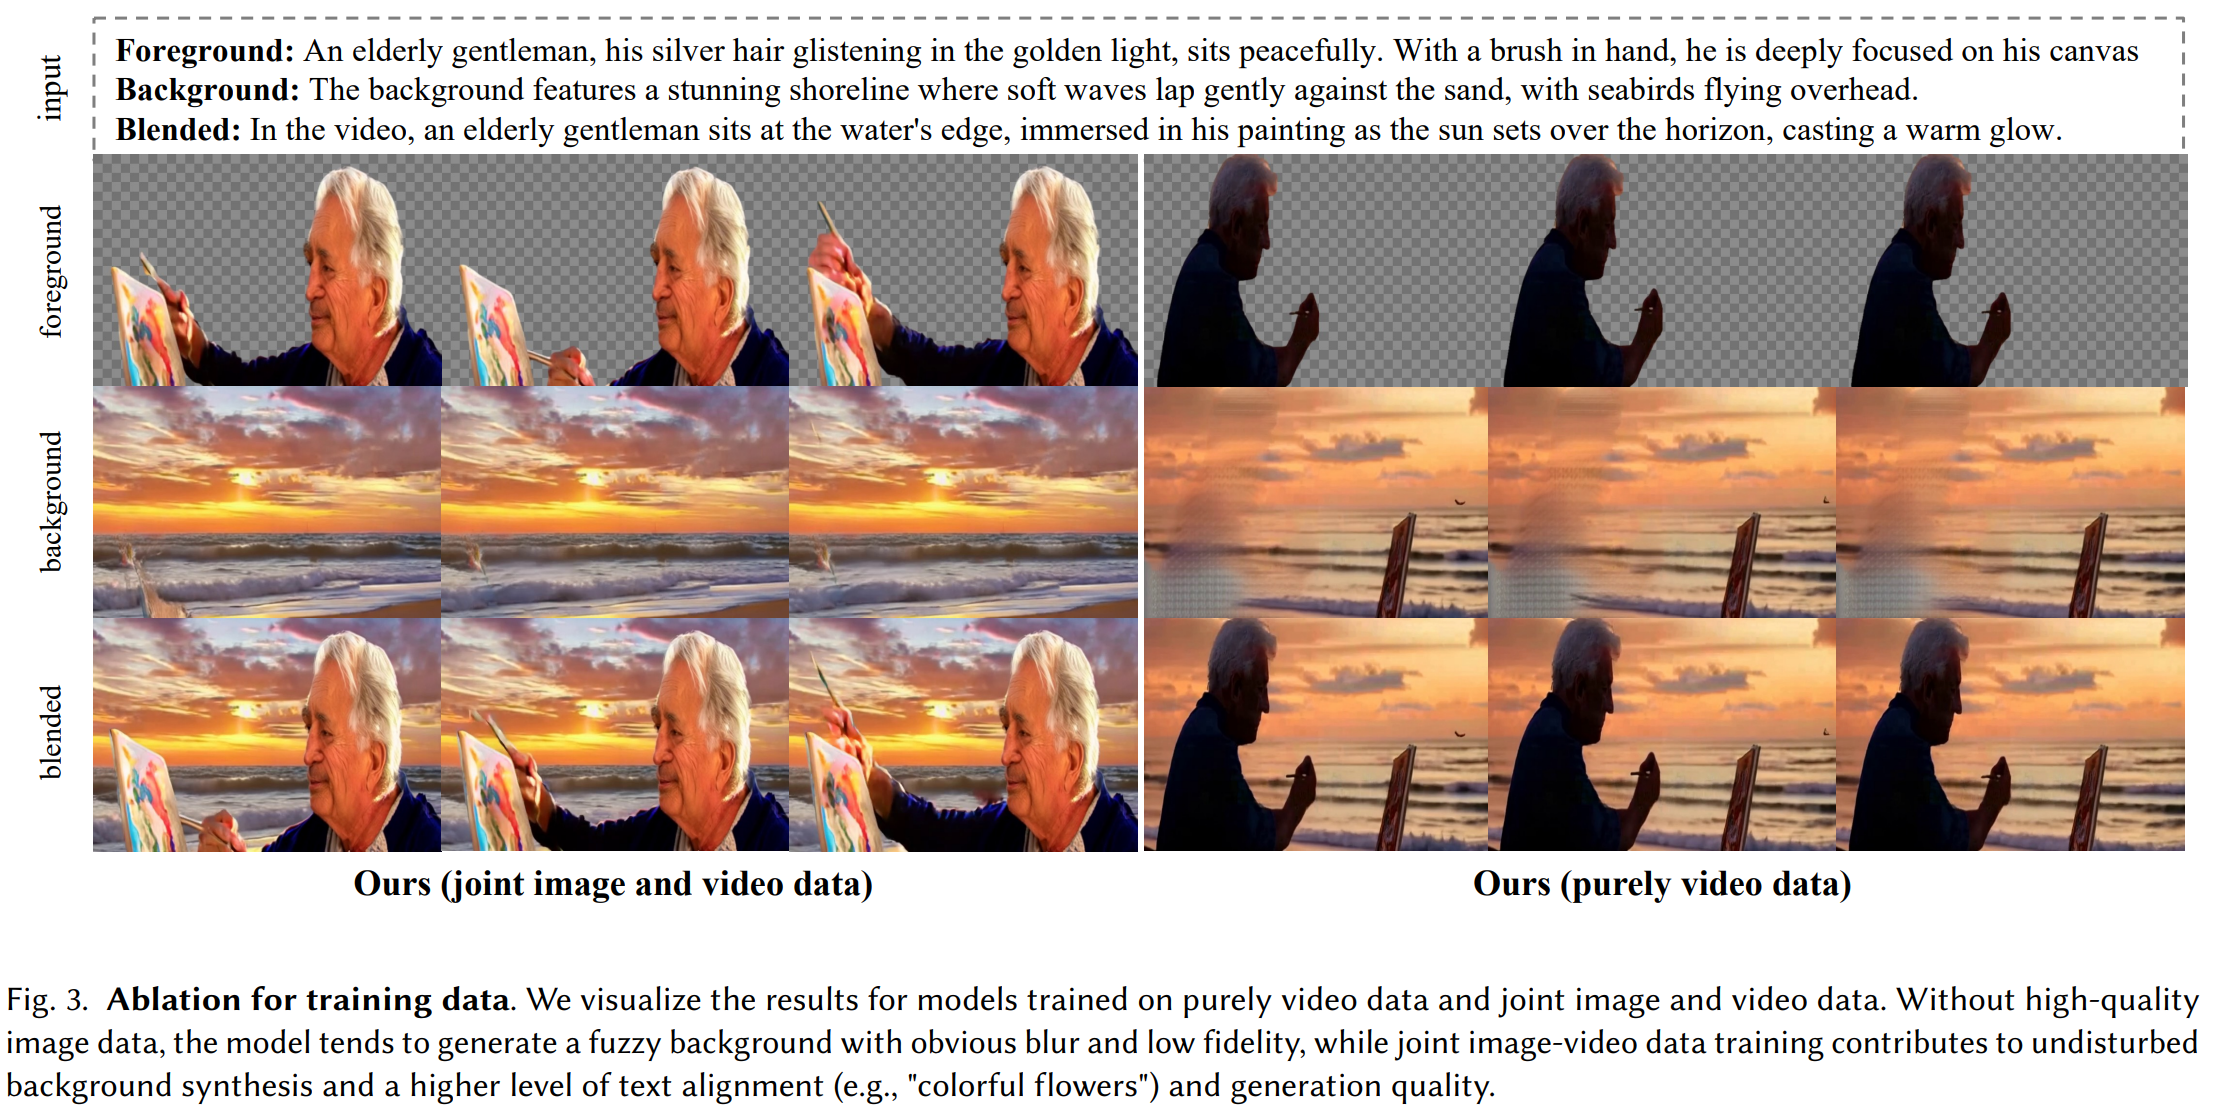 input
Foreground: An elderly gentleman, his silver hair glistening in the golden light, sits peacefully. With a brush in hand, he is deeply focused on his canvas
Background: The background features a stunning shoreline where soft waves lap gently against the sand, with seabirds flying overhead.
Blended: In the video, an elderly gentleman sits at the water's edge, immersed in his painting as the sun sets over the horizon, casting a warm glow.
foreground
background
blended
Ours (joint image and video data)
Ours (purely video data)
Fig. 3. Ablation for training data. We visualize the results for models trained on purely video data and joint image and video data. Without high-quality
image data, the model tends to generate a fuzzy background with obvious blur and low fidelity, while joint image-video data training contributes to undisturbed
background synthesis and a higher level of text alignment (e.g., "colorful flowers") and generation quality.